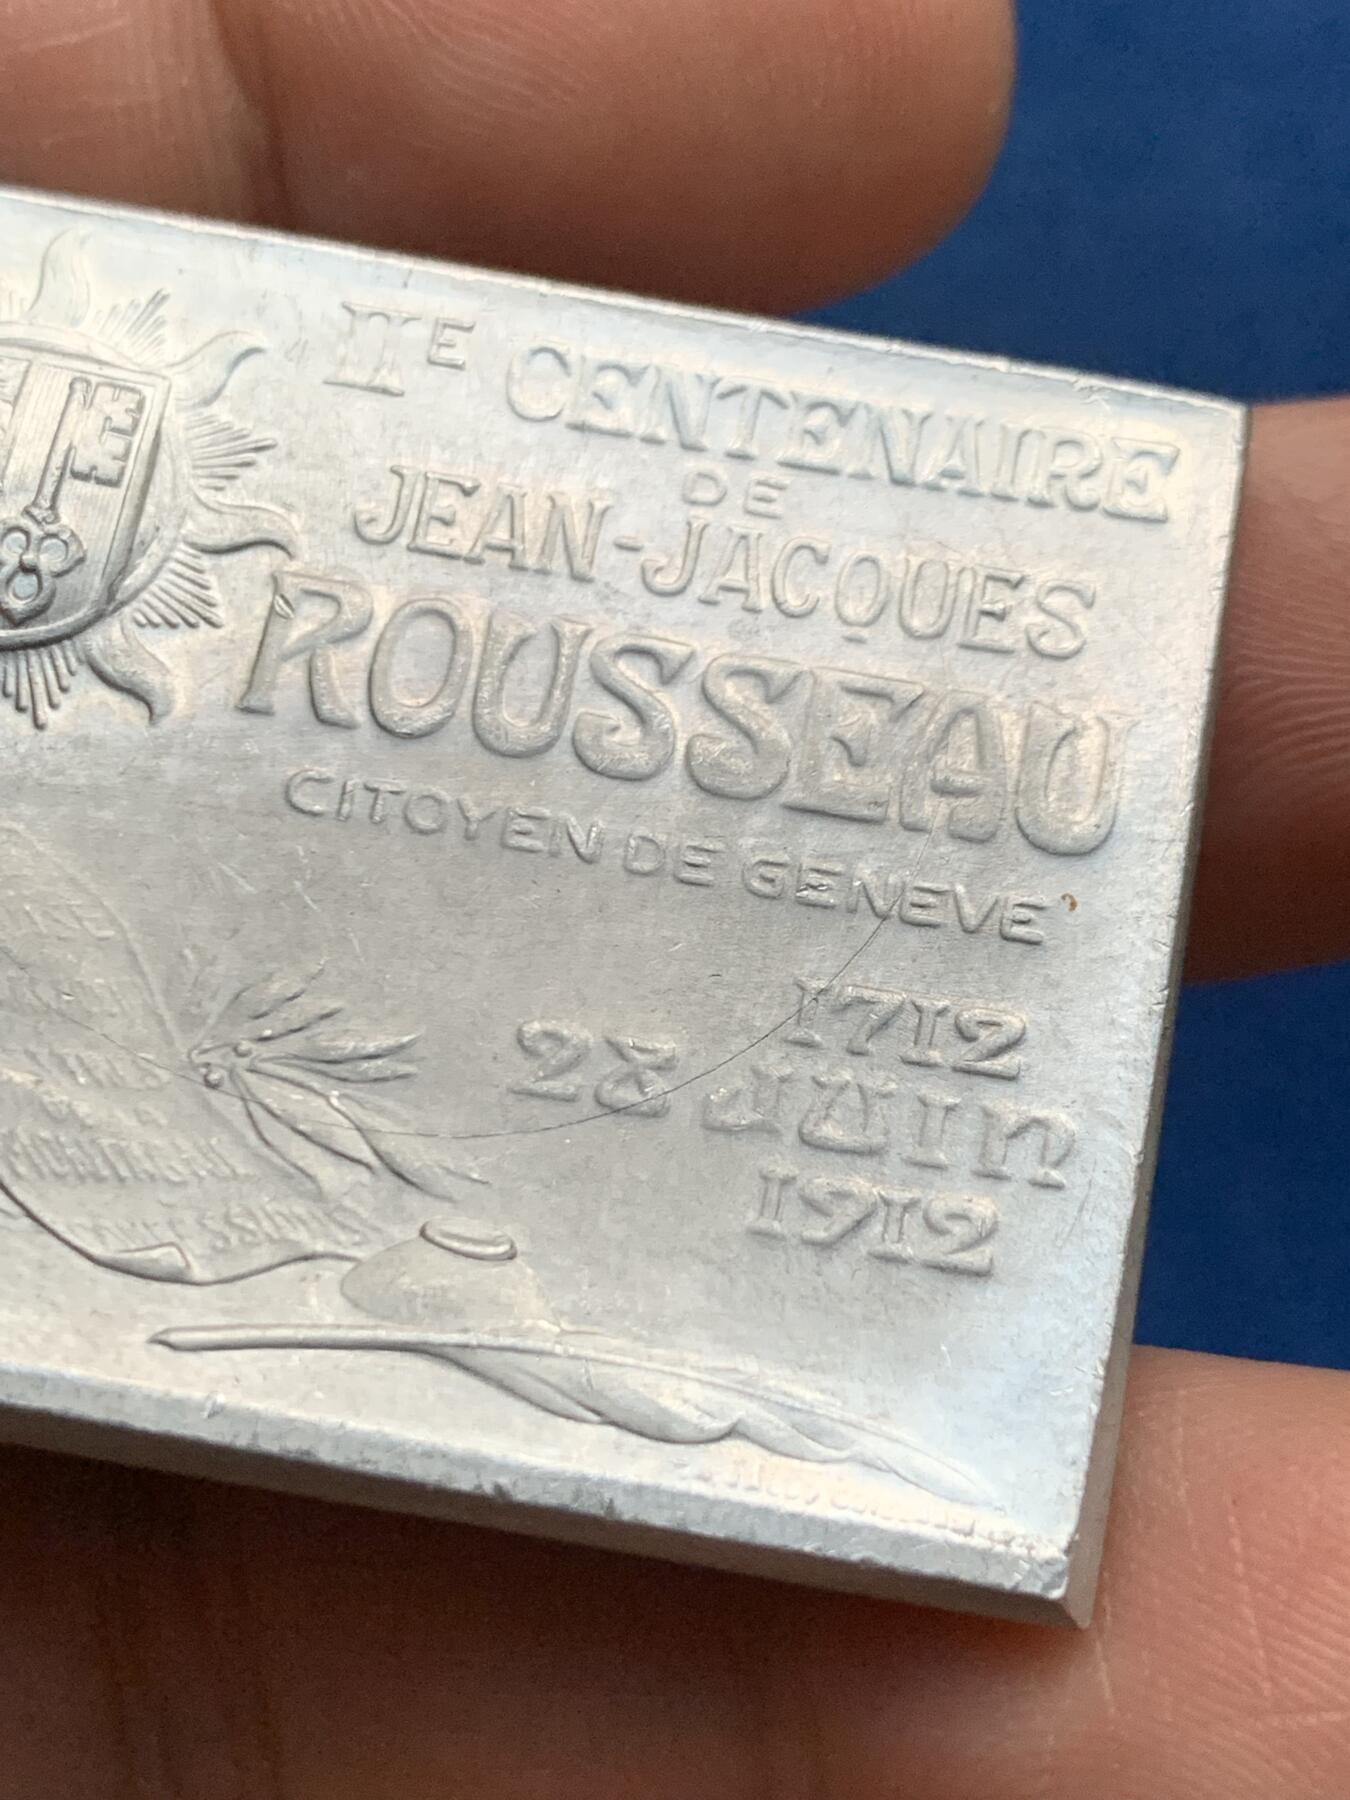 IIE CENTENAIRE
DE
JEAN-JACQUES
ROUSSEAU
CITOYEN DE GENEVE
1712
28 JUIN
1912